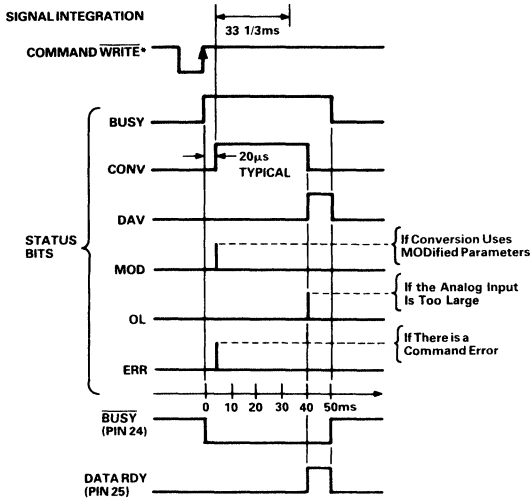 SIGNAL INTEGRATION
33 1/3ms
COMMAND WRITE*
BUSY
CONV
20µs
TYPICAL
DAV
STATUS
BITS
MOD
If Conversion Uses
MODified Parameters
OL
If the Analog Input
Is Too Large
ERR
If There is a
Command Error
0 10 20 30 40 50ms
BUSY
(PIN 24)
DATA RDY
(PIN 25)